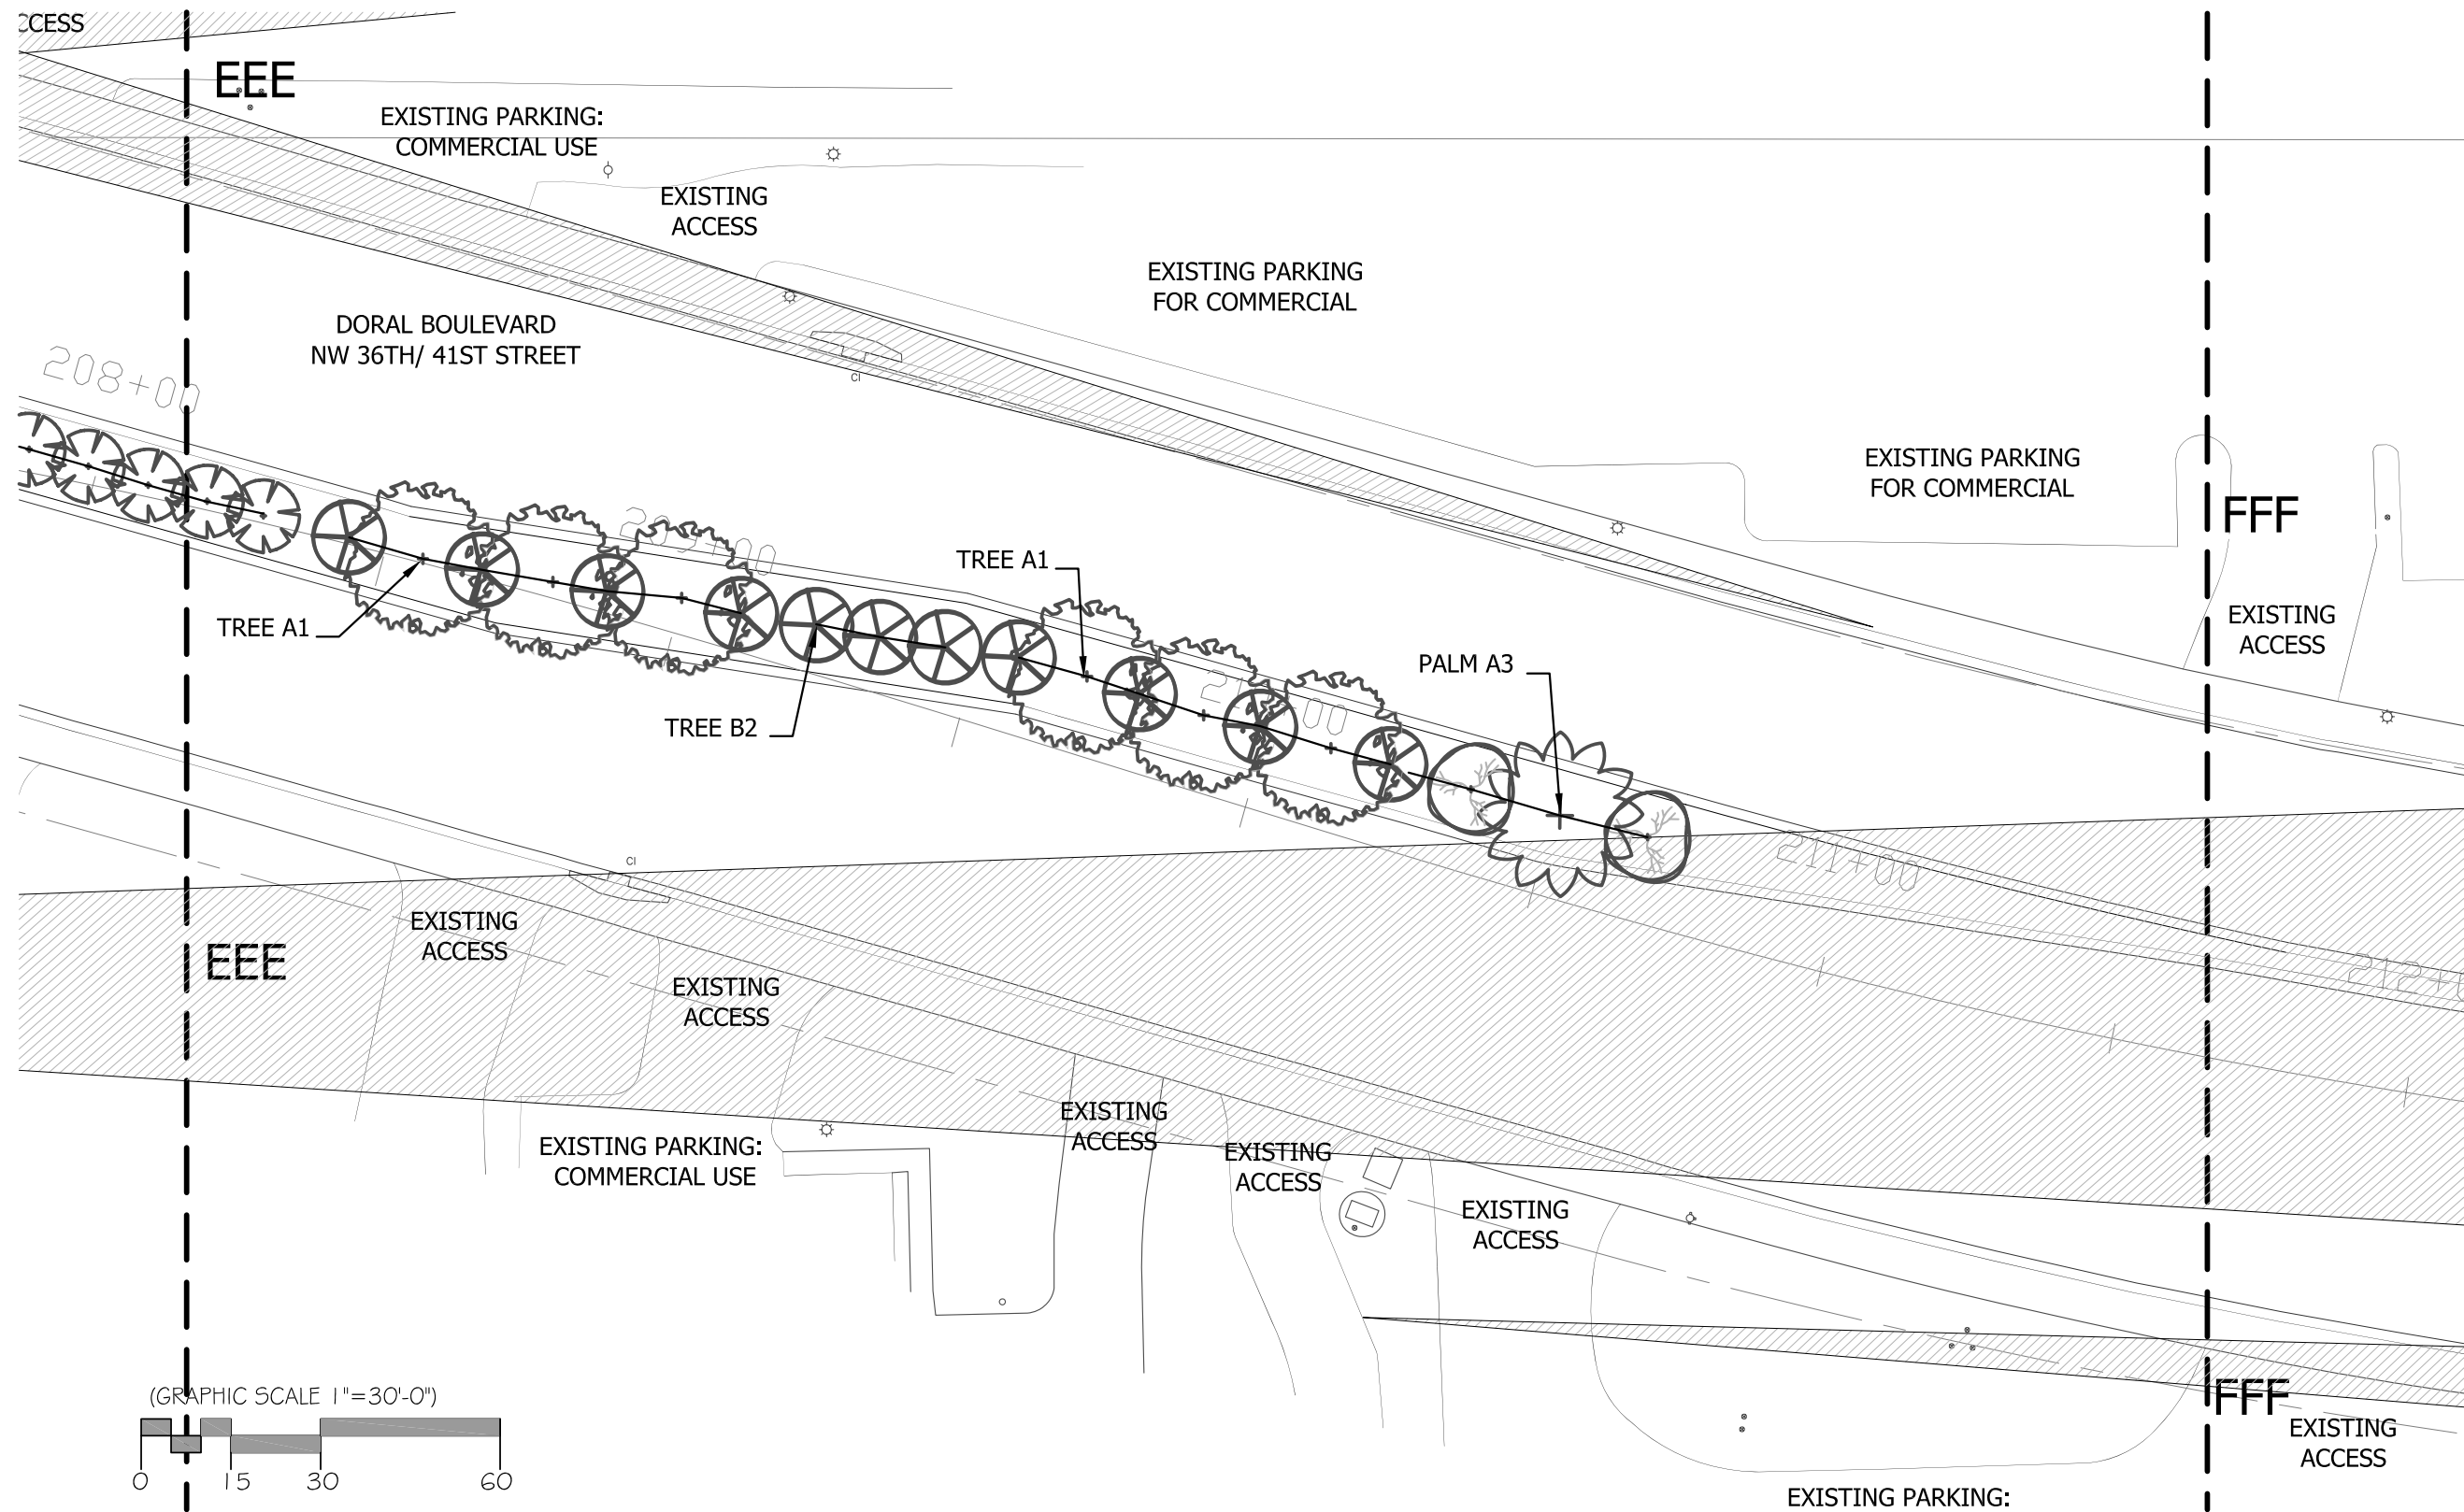 CCESS
EEE
EXISTING PARKING:
COMMERCIAL USE
EXISTING
ACCESS
EXISTING PARKING
FOR COMMERCIAL
DORAL BOULEVARD
NW 36TH/ 41ST STREET
208+00
CI
EXISTING PARKING
FOR COMMERCIAL
FFF
TREE A1
TREE A1
EXISTING
ACCESS
PALM A3
TREE B2
211+00
CI
EXISTING
ACCESS
EEE
EXISTING
ACCESS
EXISTING
ACCESS
EXISTING PARKING:
COMMERCIAL USE
EXISTING
ACCESS
EXISTING
ACCESS
FFF
EXISTING
ACCESS
(GRAPHIC SCALE 1"=30'-0")
0 15 30 60
EXISTING PARKING: